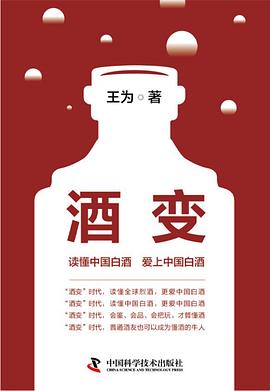 王为 著
酒变
读懂中国白酒 爱上中国白酒
“酒变”时代，读懂全球烈酒，更爱中国白酒
“酒变”时代，读懂中国白酒，更爱中国白酒
“酒变”时代，会鉴、会品、会把玩，才算懂酒
“酒变”时代，普通酒友也可以成为懂酒的牛人
中国科学技术出版社
CHINA SCIENCE AND TECHNOLOGY PRESS